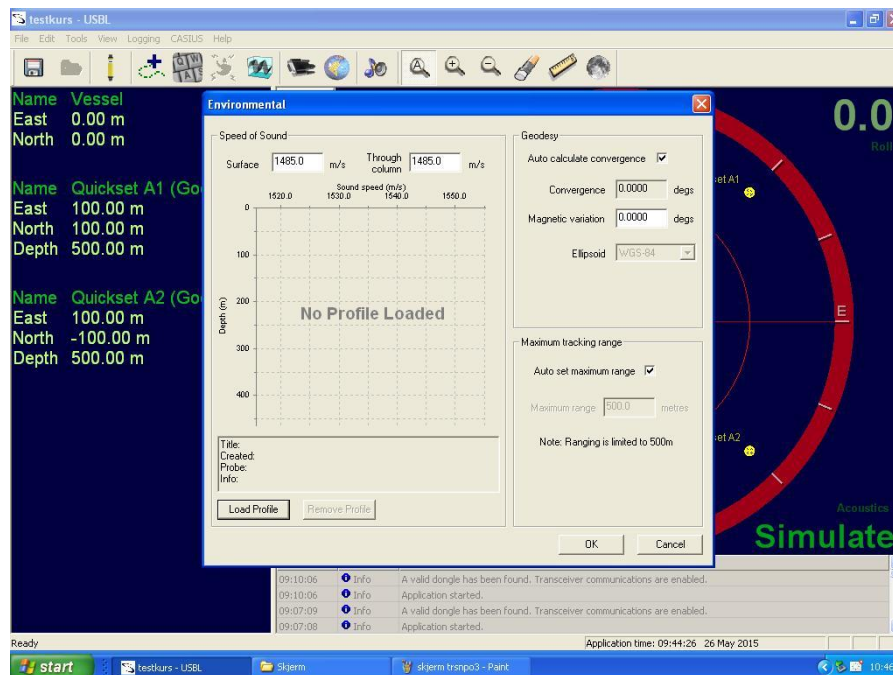 testkurs - USBL
File Edit Tools View Logging CASIUS Help
Name Vessel
East 0.00 m
North 0.00 m
Name Quickset A1 (Go
East 100.00 m
North 100.00 m
Depth 500.00 m
Name Quickset A2 (Go
East 100.00 m
North -100.00 m
Depth 500.00 m
Environmental
Speed of Sound
Surface 1485.0 m/s Through column 1485.0 m/s
Sound speed (m/s)
1520.0 1530.0 1540.0 1550.0
Depth (m)
0
100
200
300
400
No Profile Loaded
Title:
Created:
Probe:
Info:
Load Profile Remove Profile
Geodesy
Auto calculate convergence
Convergence 0.0000 degs
Magnetic variation 0.0000 degs
Ellipsoid WGS-84
Maximum tracking range
Auto set maximum range
Maximum range 500.0 metres
Note: Ranging is limited to 500m
OK Cancel
0.0
Roll
set A1
E
set A2
Acoustics
Simulate
09:10:06 Info A valid dongle has been found. Transceiver communications are enabled.
09:10:06 Info Application started.
09:07:09 Info A valid dongle has been found. Transceiver communications are enabled.
09:07:08 Info Application started.
Ready
Application time: 09:44:26 26 May 2015
start testkurs - USBL Skjerm skjerm trsnpo3 - Paint 10:46